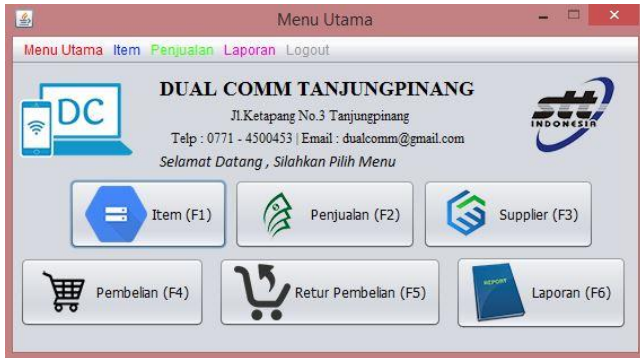 Menu Utama
Menu Utama Item Penjualan Laporan Logout
DC
DUAL COMM TANJUNGPINANG
Jl.Ketapang No.3 Tanjungpinang
Telp : 0771 - 4500453 | Email : dualcomm@gmail.com
Selamat Datang , Silahkan Pilih Menu
stti
INDONESIA
Item (F1)
Penjualan (F2)
Supplier (F3)
Pembelian (F4)
Retur Pembelian (F5)
REPORT
Laporan (F6)